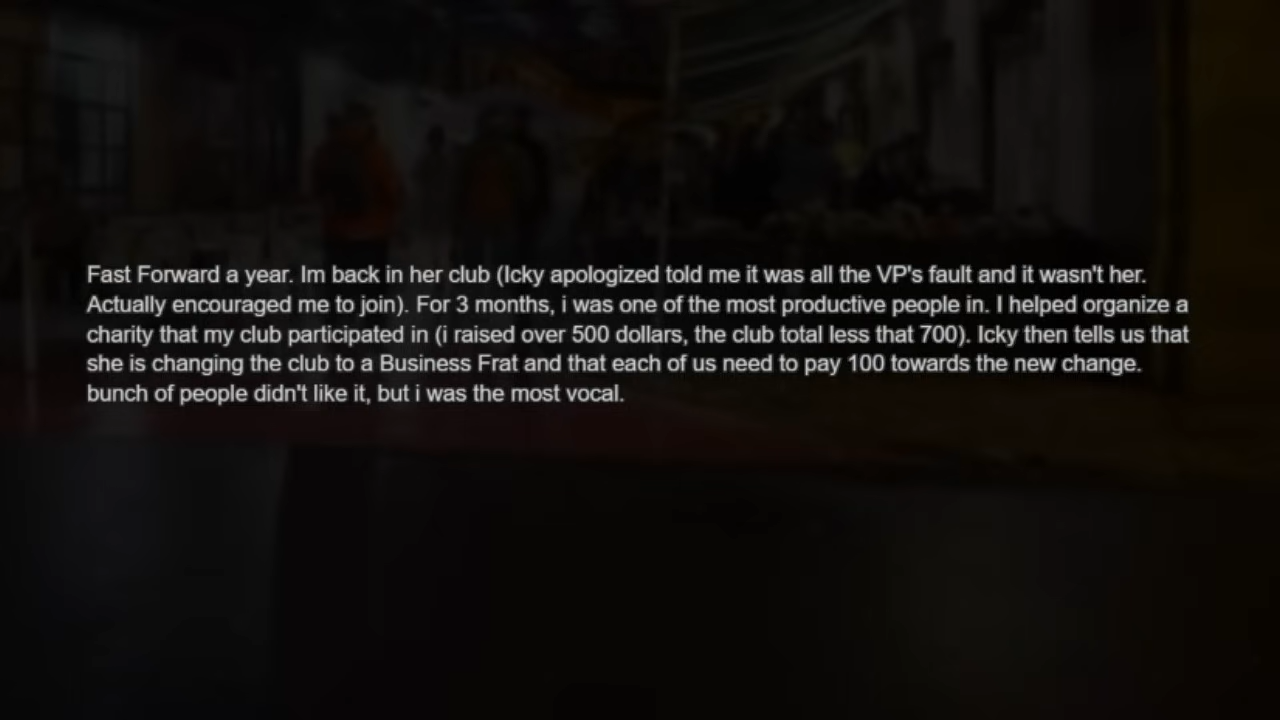 Fast Forward a year. Im back in her club (Icky apologized told me it was all the VP's fault and it wasn't her.
Actually encouraged me to join). For 3 months, i was one of the most productive people in. I helped organize a
charity that my club participated in (i raised over 500 dollars, the club total less that 700). Icky then tells us that
she is changing the club to a Business Frat and that each of us need to pay 100 towards the new change.
bunch of people didn't like it, but i was the most vocal.